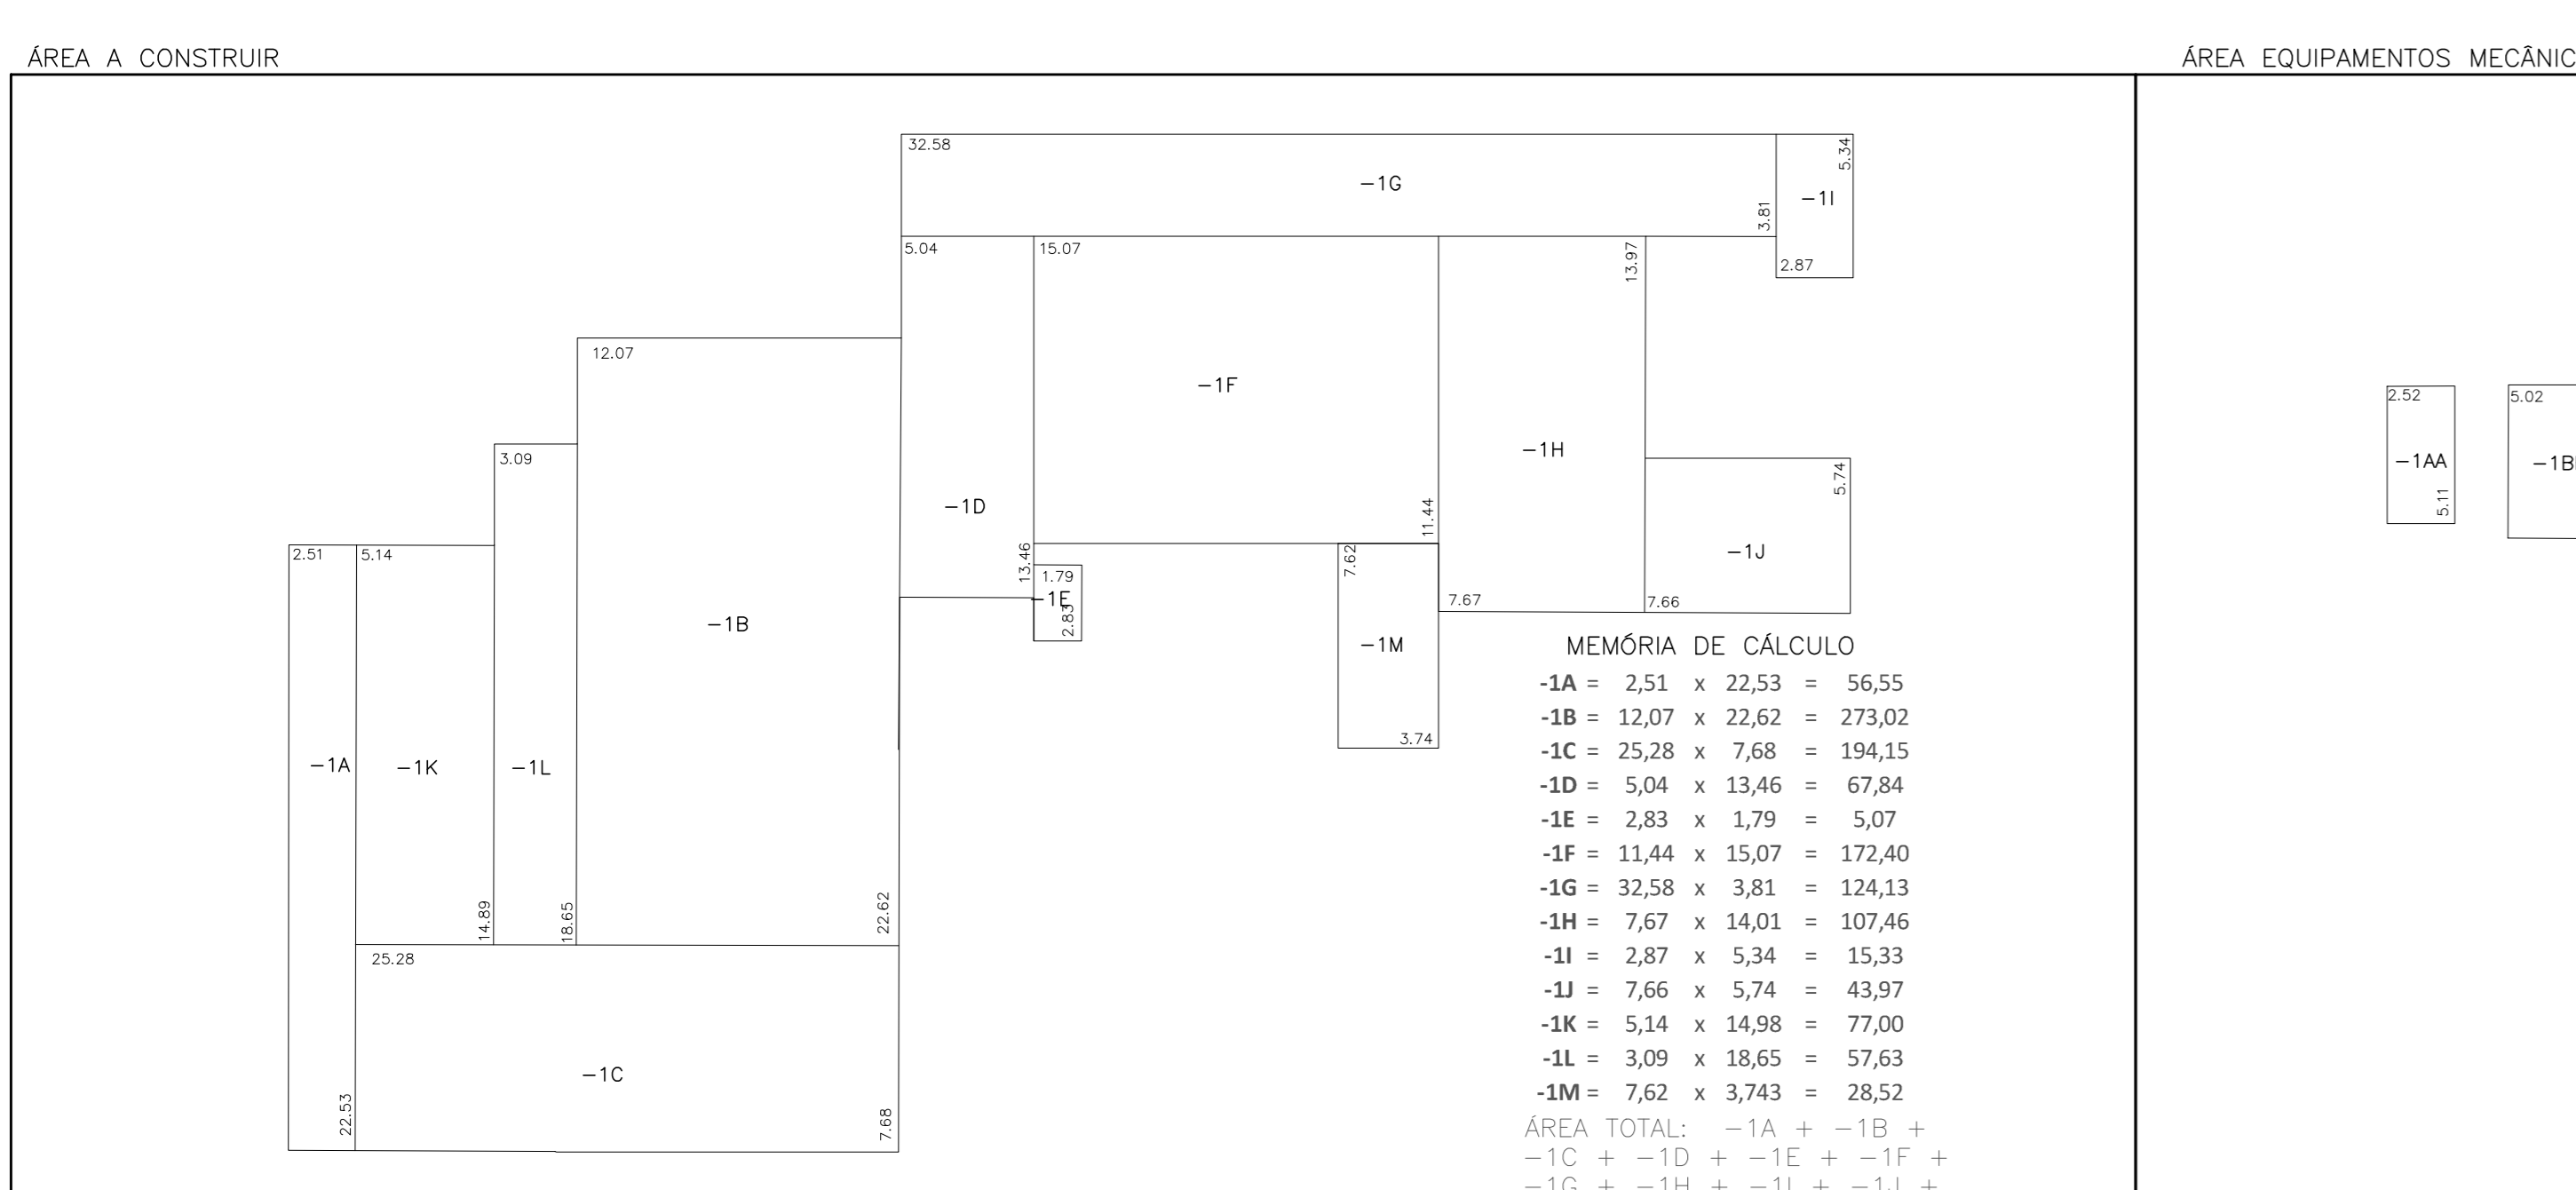 ÁREA A CONSTRUIR
ÁREA EQUIPAMENTOS MECÂNIC
32.58
5.34
−1G
−1I
3.81
5.04
15.07
13.97
2.87
12.07
−1F
2.52
5.02
−1H
3.09
−1AA
5.74
5.11
−1D
11.44
2.51
5.14
13.46
7.62
−1J
1.79
−1E
2.83
7.67
7.66
−1B
−1M
3.74
−1A
−1K
−1L
14.89
18.65
22.62
25.28
−1C
22.53
7.68
MEMÓRIA DE CÁLCULO
-1A = 2,51 x 22,53 = 56,55
-1B = 12,07 x 22,62 = 273,02
-1C = 25,28 x 7,68 = 194,15
-1D = 5,04 x 13,46 = 67,84
-1E = 2,83 x 1,79 = 5,07
-1F = 11,44 x 15,07 = 172,40
-1G = 32,58 x 3,81 = 124,13
-1H = 7,67 x 14,01 = 107,46
-1I = 2,87 x 5,34 = 15,33
-1J = 7,66 x 5,74 = 43,97
-1K = 5,14 x 14,98 = 77,00
-1L = 3,09 x 18,65 = 57,63
-1M = 7,62 x 3,743 = 28,52
ÁREA TOTAL: −1A + −1B +
−1C + −1D + −1E + −1F +
−1G + −1H + −1I + −1J +